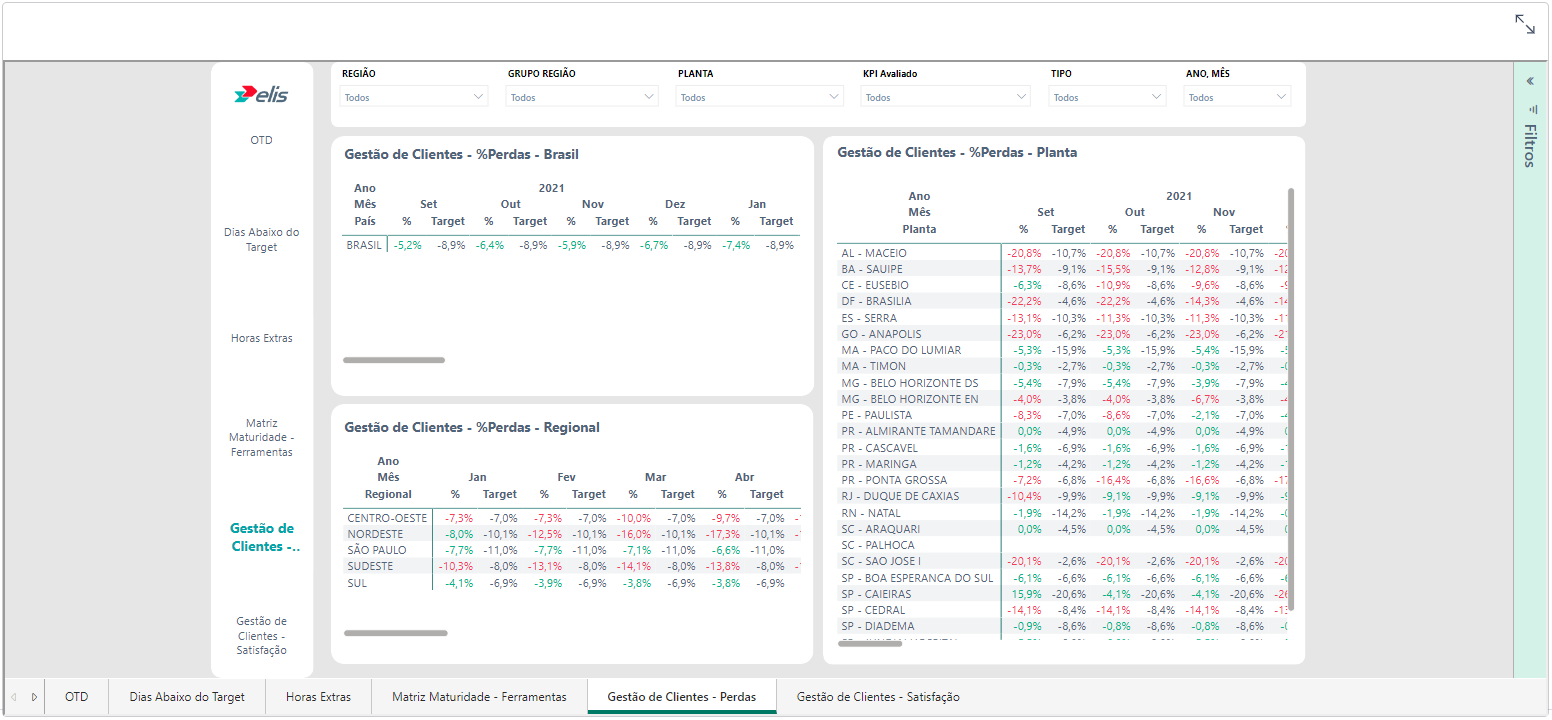 REGIÃO GRUPO REGIÃO PLANTA KPI Avaliado TIPO ANO, MÊS
Todos Todos Todos Todos Todos Todos
elis
OTD
Dias Abaixo do
Target
Horas Extras
Matriz
Maturidade -
Ferramentas
Gestão de
Clientes -..
Gestão de
Clientes -
Satisfação
Gestão de Clientes - %Perdas - Brasil
Ano 2021
Mês Set Out Nov Dez Jan
País % Target % Target % Target % Target % Target
BRASIL -5,2% -8,9% -6,4% -8,9% -5,9% -8,9% -6,7% -8,9% -7,4% -8,9%
Gestão de Clientes - %Perdas - Regional
Ano
Mês Jan Fev Mar Abr
Regional % Target % Target % Target % Target
CENTRO-OESTE -7,3% -7,0% -7,3% -7,0% -10,0% -7,0% -9,7% -7,0%
NORDESTE -8,0% -10,1% -12,5% -10,1% -16,0% -10,1% -17,3% -10,1%
SÃO PAULO -7,7% -11,0% -7,7% -11,0% -7,1% -11,0% -6,6% -11,0%
SUDESTE -10,3% -8,0% -13,1% -8,0% -14,1% -8,0% -13,8% -8,0%
SUL -4,1% -6,9% -3,9% -6,9% -3,8% -6,9% -3,8% -6,9%
Gestão de Clientes - %Perdas - Planta
Ano 2021
Mês Set Out Nov
Planta % Target % Target % Target
AL - MACEIO -20,8% -10,7% -20,8% -10,7% -20,8% -10,7%
BA - SAUIPE -13,7% -9,1% -15,5% -9,1% -12,8% -9,1%
CE - EUSEBIO -6,3% -8,6% -10,9% -8,6% -9,6% -8,6%
DF - BRASILIA -22,2% -4,6% -22,2% -4,6% -14,3% -4,6%
ES - SERRA -13,1% -10,3% -11,3% -10,3% -11,3% -10,3%
GO - ANAPOLIS -23,0% -6,2% -23,0% -6,2% -23,0% -6,2%
MA - PACO DO LUMIAR -5,3% -15,9% -5,3% -15,9% -5,4% -15,9%
MA - TIMON -0,3% -2,7% -0,3% -2,7% -0,3% -2,7%
MG - BELO HORIZONTE DS -5,4% -7,9% -5,4% -7,9% -3,9% -7,9%
MG - BELO HORIZONTE EN -4,0% -3,8% -4,0% -3,8% -6,7% -3,8%
PE - PAULISTA -8,3% -7,0% -8,6% -7,0% -2,1% -7,0%
PR - ALMIRANTE TAMANDARE 0,0% -4,9% 0,0% -4,9% 0,0% -4,9%
PR - CASCAVEL -1,6% -6,9% -1,6% -6,9% -1,6% -6,9%
PR - MARINGA -1,2% -4,2% -1,2% -4,2% -1,2% -4,2%
PR - PONTA GROSSA -7,2% -6,8% -16,4% -6,8% -16,6% -6,8%
RJ - DUQUE DE CAXIAS -10,4% -9,9% -9,1% -9,9% -9,1% -9,9%
RN - NATAL -1,9% -14,2% -1,9% -14,2% -1,9% -14,2%
SC - ARAQUARI 0,0% -4,5% 0,0% -4,5% 0,0% -4,5%
SC - PALHOCA
SC - SAO JOSE I -20,1% -2,6% -20,1% -2,6% -20,1% -2,6%
SP - BOA ESPERANCA DO SUL -6,1% -6,6% -6,1% -6,6% -6,1% -6,6%
SP - CAIEIRAS 15,9% -20,6% -4,1% -20,6% -4,1% -20,6%
SP - CEDRAL -14,1% -8,4% -14,1% -8,4% -14,1% -8,4%
SP - DIADEMA -0,9% -8,6% -0,8% -8,6% -0,8% -8,6%
Filtros
OTD Dias Abaixo do Target Horas Extras Matriz Maturidade - Ferramentas Gestão de Clientes - Perdas Gestão de Clientes - Satisfação